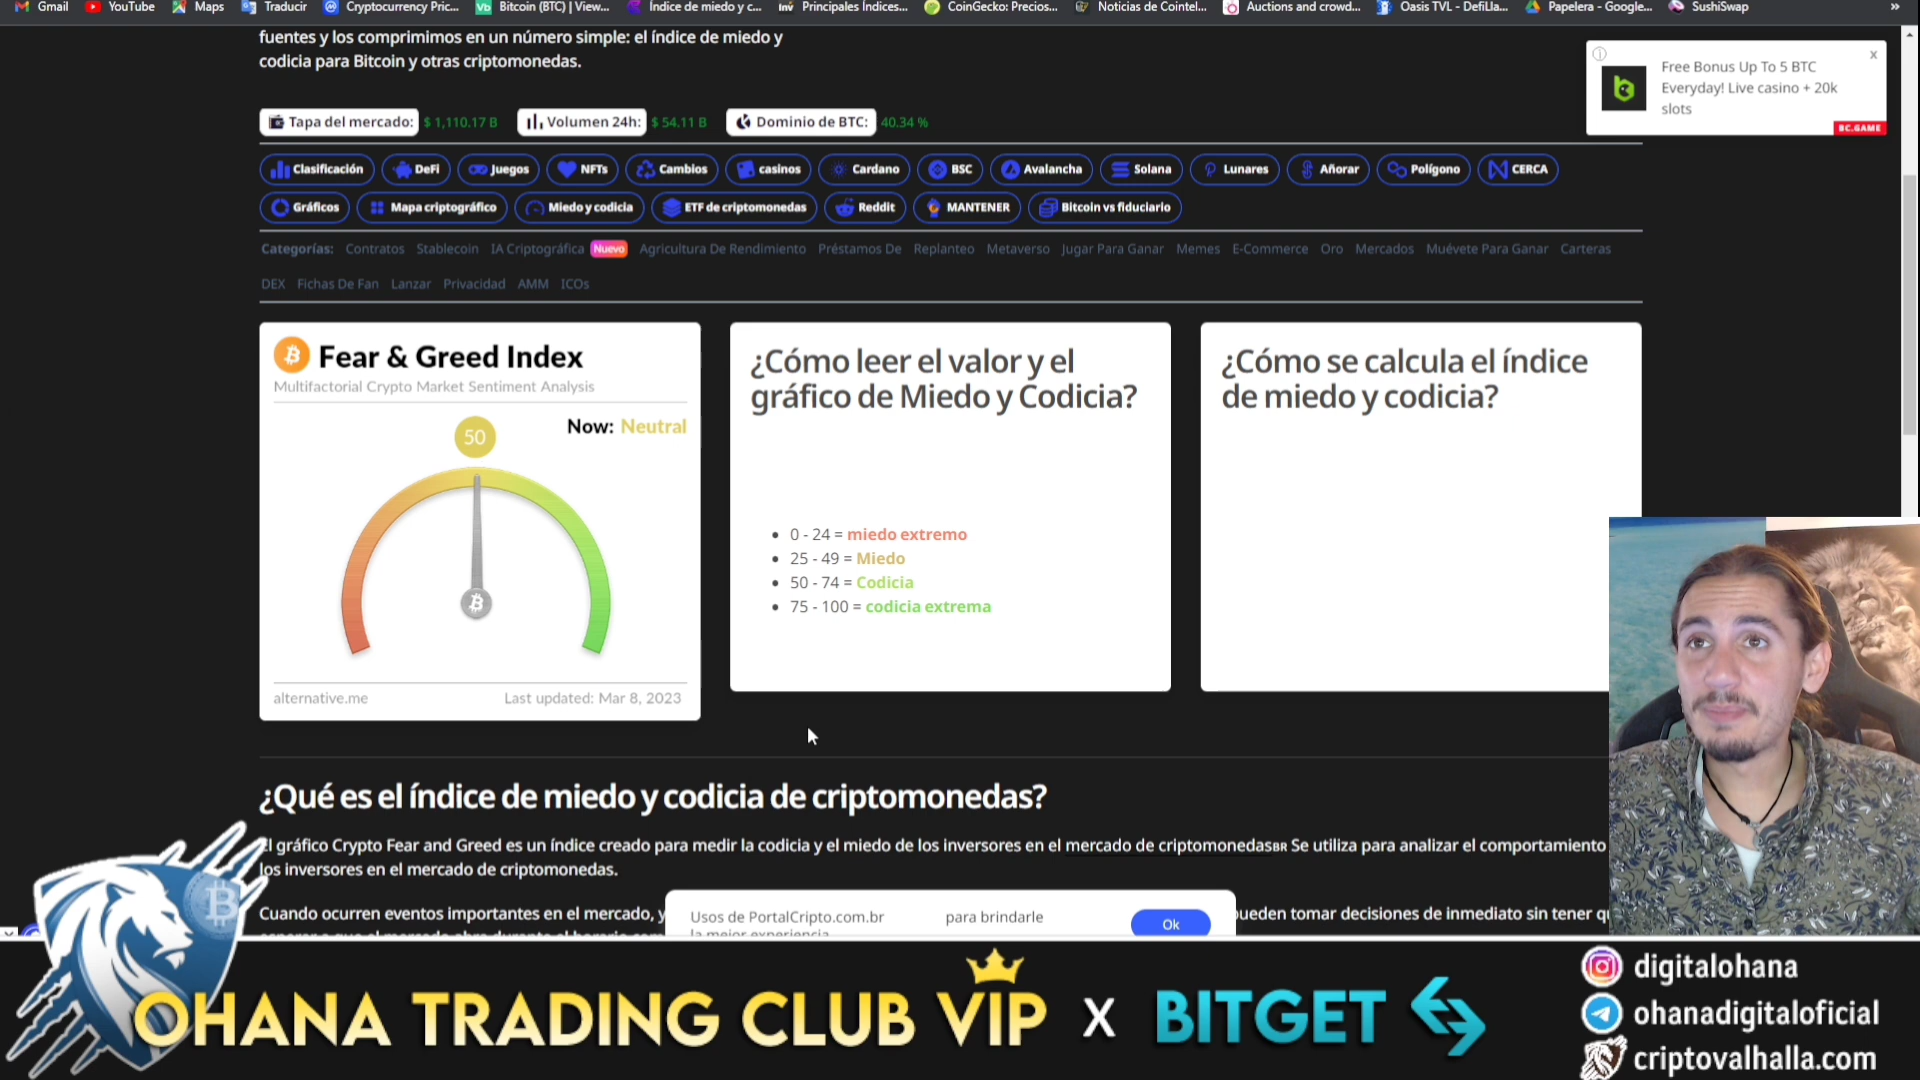 Gmail YouTube Maps Traducir Cryptocurrency Pric... Bitcoin (BTC) | View... Índice de miedo y c... Principales Índices... CoinGecko: Precios... Noticias de Cointel... Auctions and crowd... Oasis TVL - DefiLla... Papelera - Google... SushiSwap »
fuentes y los comprimimos en un número simple: el índice de miedo y
codicia para Bitcoin y otras criptomonedas.
Free Bonus Up To 5 BTC
Everyday! Live casino + 20k
slots
x
BC.GAME
Tapa del mercado: $ 1,110.17 B Volumen 24h: $ 54.11 B Dominio de BTC: 40.34 %
Clasificación DeFi Juegos NFTs Cambios casinos Cardano BSC Avalancha Solana Lunares Añorar Polígono CERCA
Gráficos Mapa criptográfico Miedo y codicia ETF de criptomonedas Reddit MANTENER Bitcoin vs fiduciario
Categorías: Contratos Stablecoin IA Criptográfica Nuevo Agricultura De Rendimiento Préstamos De Replanteo Metaverso Jugar Para Ganar Memes E-Commerce Oro Mercados Muévete Para Ganar Carteras
DEX Fichas De Fan Lanzar Privacidad AMM ICOs
Fear & Greed Index
Multifactorial Crypto Market Sentiment Analysis
Now: Neutral
50
alternative.me Last updated: Mar 8, 2023
¿Cómo leer el valor y el
gráfico de Miedo y Codicia?
0 - 24 = miedo extremo
25 - 49 = Miedo
50 - 74 = Codicia
75 - 100 = codicia extrema
¿Cómo se calcula el índice
de miedo y codicia?
¿Qué es el índice de miedo y codicia de criptomonedas?
El gráfico Crypto Fear and Greed es un índice creado para medir la codicia y el miedo de los inversores en el mercado de criptomonedasBR Se utiliza para analizar el comportamiento
los inversores en el mercado de criptomonedas.
Cuando ocurren eventos importantes en el mercado, y
pueden tomar decisiones de inmediato sin tener qu
Usos de PortalCripto.com.br para brindarle
la mejor experiencia
Ok
OHANA TRADING CLUB VIP X BITGET
digitalohana
ohanadigitaloficial
criptovalhalla.com